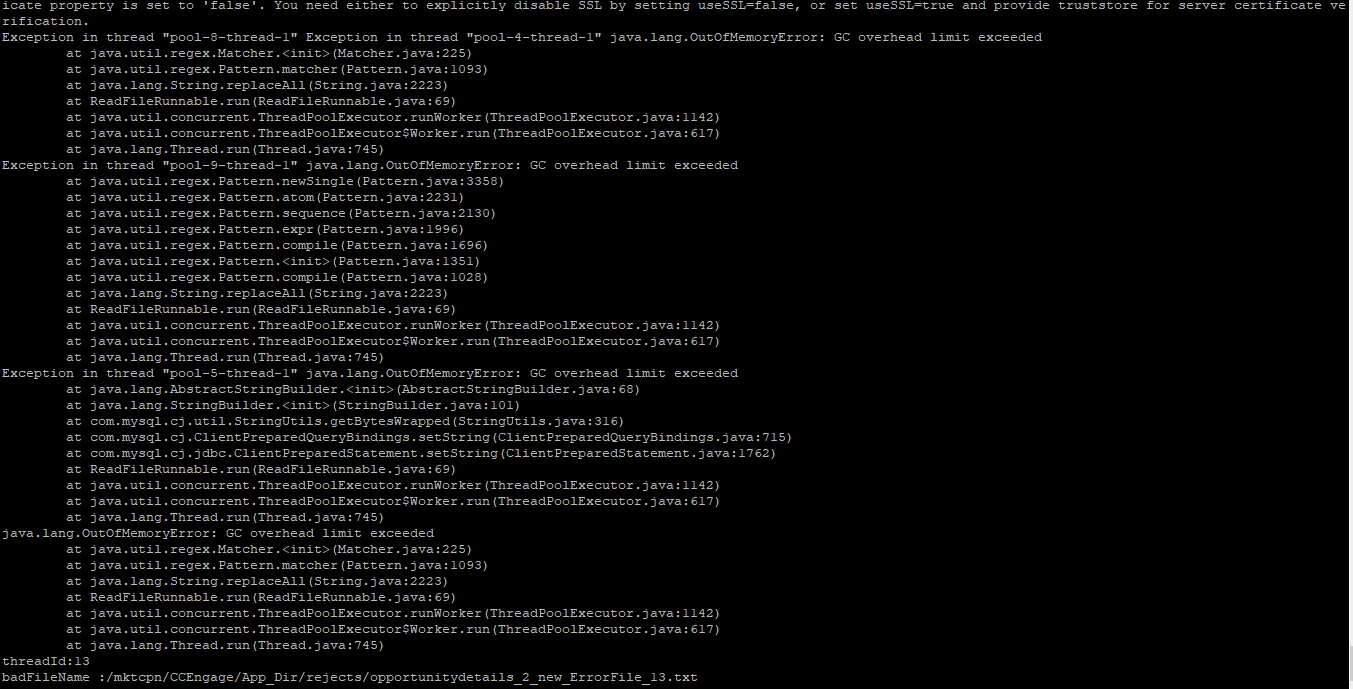 icate property is set to 'false'. You need either to explicitly disable SSL by setting useSSL=false, or set useSSL=true and provide truststore for server certificate ve
rification.
Exception in thread "pool-8-thread-1" Exception in thread "pool-4-thread-1" java.lang.OutOfMemoryError: GC overhead limit exceeded
        at java.util.regex.Matcher.<init>(Matcher.java:225)
        at java.util.regex.Pattern.matcher(Pattern.java:1093)
        at java.lang.String.replaceAll(String.java:2223)
        at ReadFileRunnable.run(ReadFileRunnable.java:69)
        at java.util.concurrent.ThreadPoolExecutor.runWorker(ThreadPoolExecutor.java:1142)
        at java.util.concurrent.ThreadPoolExecutor$Worker.run(ThreadPoolExecutor.java:617)
        at java.lang.Thread.run(Thread.java:745)
Exception in thread "pool-9-thread-1" java.lang.OutOfMemoryError: GC overhead limit exceeded
        at java.util.regex.Pattern.newSingle(Pattern.java:3358)
        at java.util.regex.Pattern.atom(Pattern.java:2231)
        at java.util.regex.Pattern.sequence(Pattern.java:2130)
        at java.util.regex.Pattern.expr(Pattern.java:1996)
        at java.util.regex.Pattern.compile(Pattern.java:1696)
        at java.util.regex.Pattern.<init>(Pattern.java:1351)
        at java.util.regex.Pattern.compile(Pattern.java:1028)
        at java.lang.String.replaceAll(String.java:2223)
        at ReadFileRunnable.run(ReadFileRunnable.java:69)
        at java.util.concurrent.ThreadPoolExecutor.runWorker(ThreadPoolExecutor.java:1142)
        at java.util.concurrent.ThreadPoolExecutor$Worker.run(ThreadPoolExecutor.java:617)
        at java.lang.Thread.run(Thread.java:745)
Exception in thread "pool-5-thread-1" java.lang.OutOfMemoryError: GC overhead limit exceeded
        at java.lang.AbstractStringBuilder.<init>(AbstractStringBuilder.java:68)
        at java.lang.StringBuilder.<init>(StringBuilder.java:101)
        at com.mysql.cj.util.StringUtils.getBytesWrapped(StringUtils.java:316)
        at com.mysql.cj.ClientPreparedQueryBindings.setString(ClientPreparedQueryBindings.java:715)
        at com.mysql.cj.jdbc.ClientPreparedStatement.setString(ClientPreparedStatement.java:1762)
        at ReadFileRunnable.run(ReadFileRunnable.java:69)
        at java.util.concurrent.ThreadPoolExecutor.runWorker(ThreadPoolExecutor.java:1142)
        at java.util.concurrent.ThreadPoolExecutor$Worker.run(ThreadPoolExecutor.java:617)
        at java.lang.Thread.run(Thread.java:745)
java.lang.OutOfMemoryError: GC overhead limit exceeded
        at java.util.regex.Matcher.<init>(Matcher.java:225)
        at java.util.regex.Pattern.matcher(Pattern.java:1093)
        at java.lang.String.replaceAll(String.java:2223)
        at ReadFileRunnable.run(ReadFileRunnable.java:69)
        at java.util.concurrent.ThreadPoolExecutor.runWorker(ThreadPoolExecutor.java:1142)
        at java.util.concurrent.ThreadPoolExecutor$Worker.run(ThreadPoolExecutor.java:617)
        at java.lang.Thread.run(Thread.java:745)
threadId:13
badFileName :/mktcpn/CCEngage/App_Dir/rejects/opportunitydetails_2_new_ErrorFile_13.txt